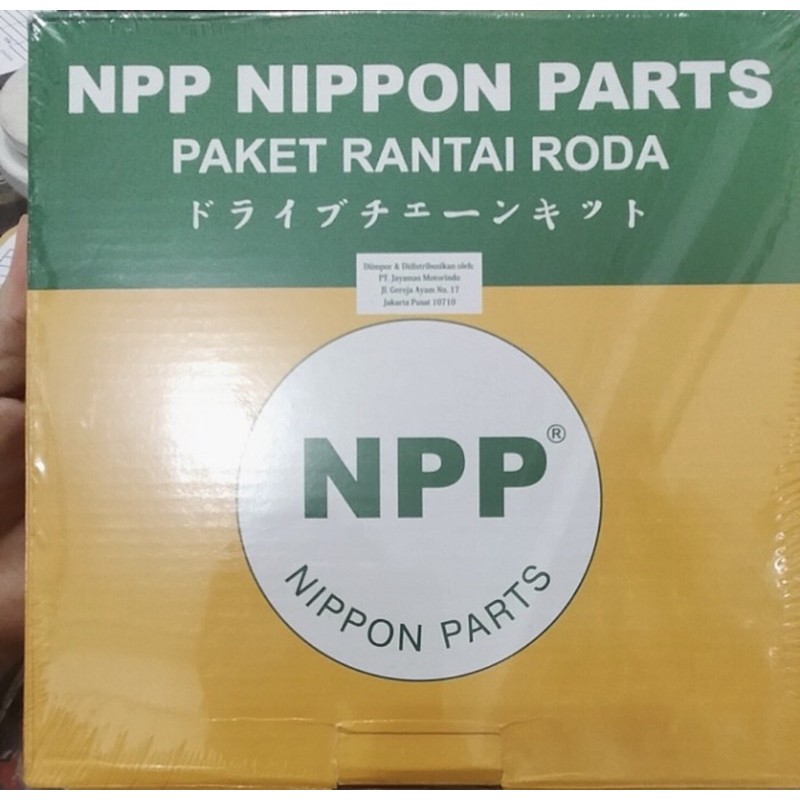 NPP NIPPON PARTS
PAKET RANTAI RODA
ドライブチェーンキット
Diimpor & Didistribusikan oleh:
PT. Jayamas Motorindo
Jl. Gereja Ayam No. 17
Jakarta Pusat 10710
NPP®
NIPPON PARTS